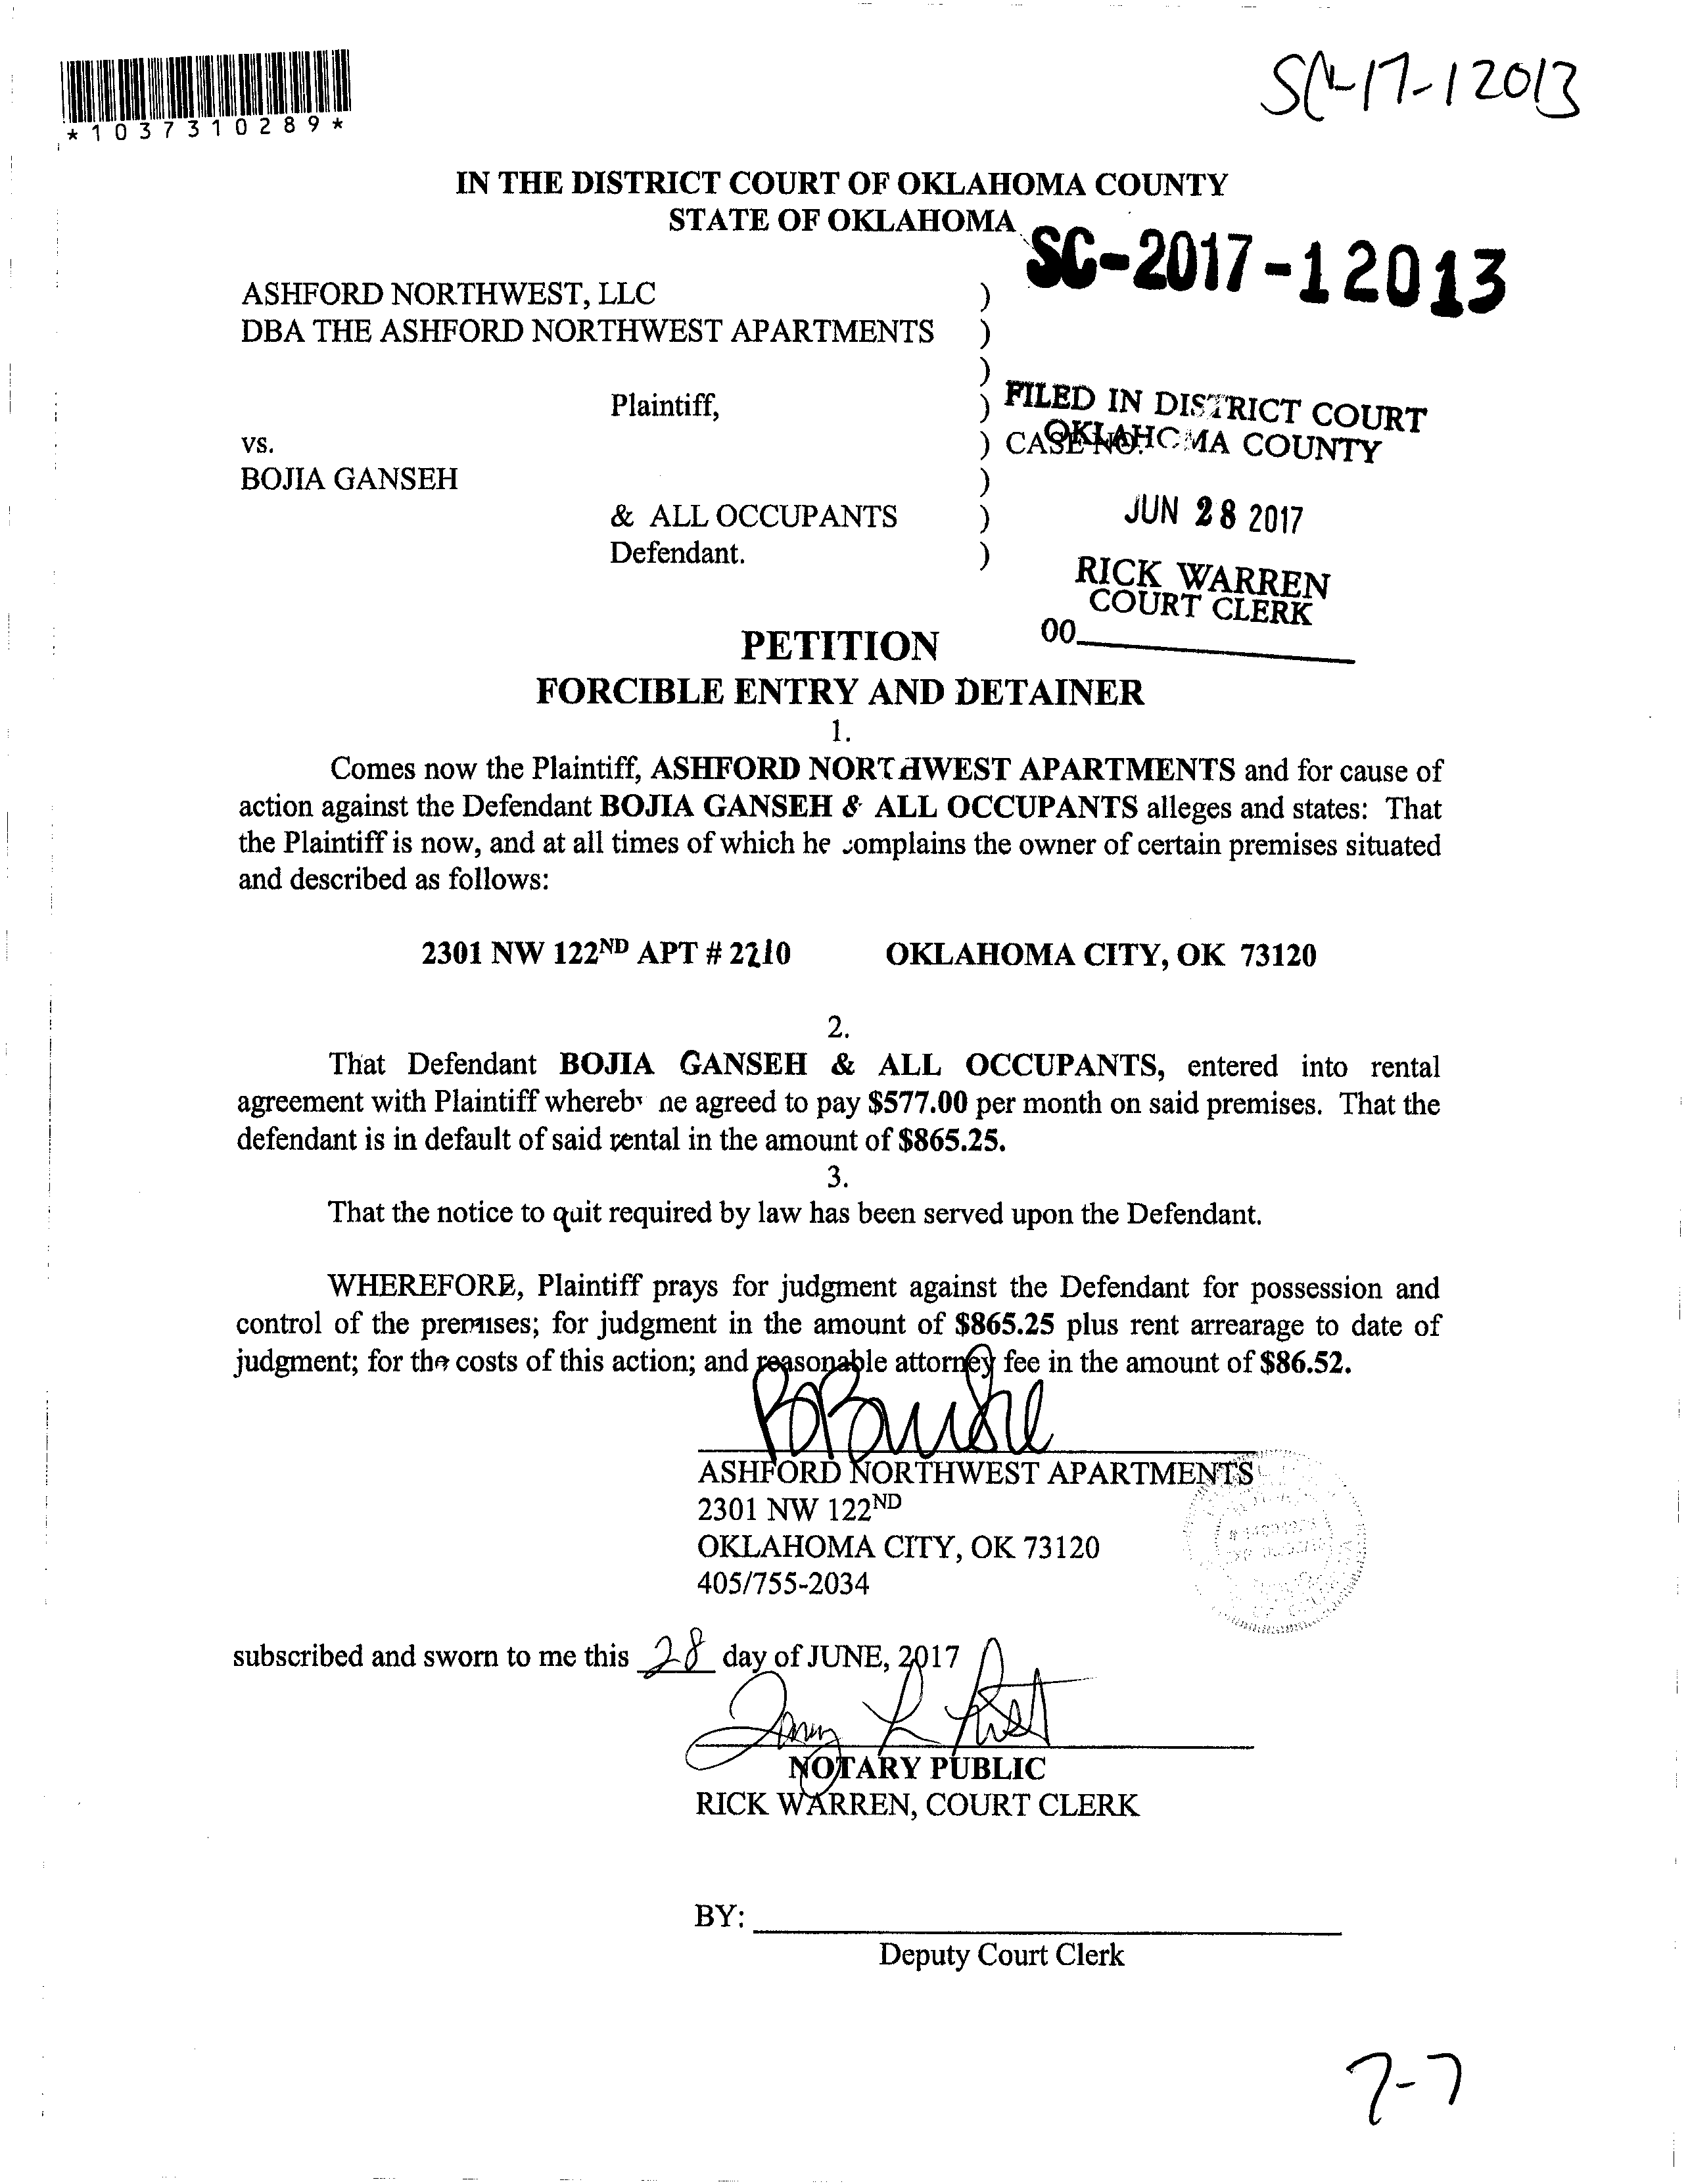 *1037310289*
SC-17-12013
IN THE DISTRICT COURT OF OKLAHOMA COUNTY
STATE OF OKLAHOMA
SC-2017-12013
ASHFORD NORTHWEST, LLC )
DBA THE ASHFORD NORTHWEST APARTMENTS )
)
Plaintiff, ) FILED IN DISTRICT COURT
OKLAHOMA COUNTY
vs. ) CASE NO.
BOJIA GANSEH )
& ALL OCCUPANTS ) JUN 28 2017
Defendant. )
RICK WARREN
COURT CLERK
00
PETITION
FORCIBLE ENTRY AND DETAINER
1.
Comes now the Plaintiff, ASHFORD NORTHWEST APARTMENTS and for cause of
action against the Defendant BOJIA GANSEH & ALL OCCUPANTS alleges and states: That
the Plaintiff is now, and at all times of which he complains the owner of certain premises situated
and described as follows:
2301 NW 122ND APT # 2210 OKLAHOMA CITY, OK 73120
2.
That Defendant BOJIA GANSEH & ALL OCCUPANTS, entered into rental
agreement with Plaintiff whereby he agreed to pay $577.00 per month on said premises. That the
defendant is in default of said rental in the amount of $865.25.
3.
That the notice to quit required by law has been served upon the Defendant.
WHEREFORE, Plaintiff prays for judgment against the Defendant for possession and
control of the premises; for judgment in the amount of $865.25 plus rent arrearage to date of
judgment; for the costs of this action; and reasonable attorney fee in the amount of $86.52.
ASHFORD NORTHWEST APARTMENTS
2301 NW 122ND
OKLAHOMA CITY, OK 73120
405/755-2034
subscribed and sworn to me this 28 day of JUNE, 2017
NOTARY PUBLIC
RICK WARREN, COURT CLERK
BY:
Deputy Court Clerk
7-7